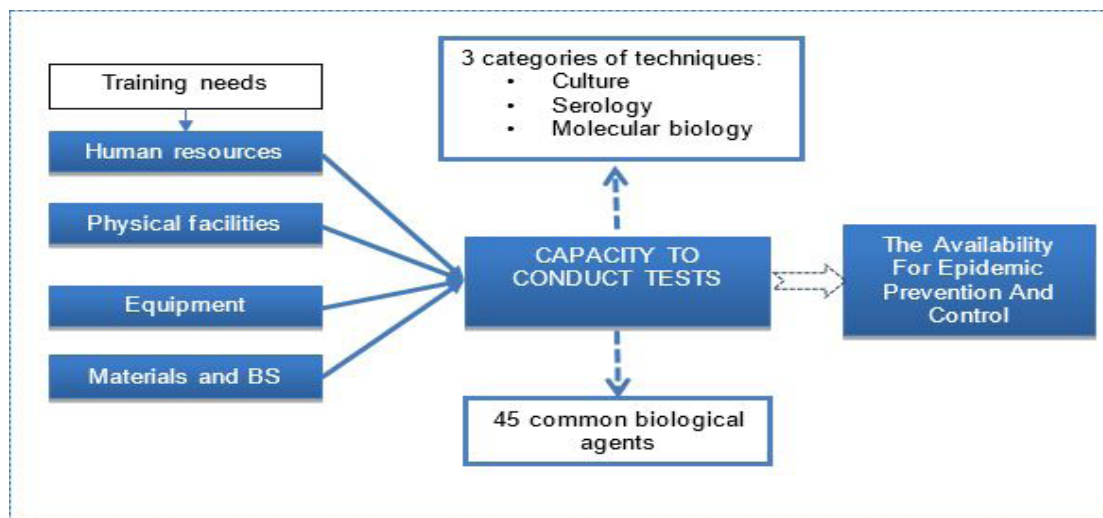 Training needs
Human resources
Physical facilities
Equipment
Materials and BS
3 categories of techniques:
• Culture
• Serology
• Molecular biology
CAPACITY TO
CONDUCT TESTS
45 common biological
agents
The Availability
For Epidemic
Prevention And
Control